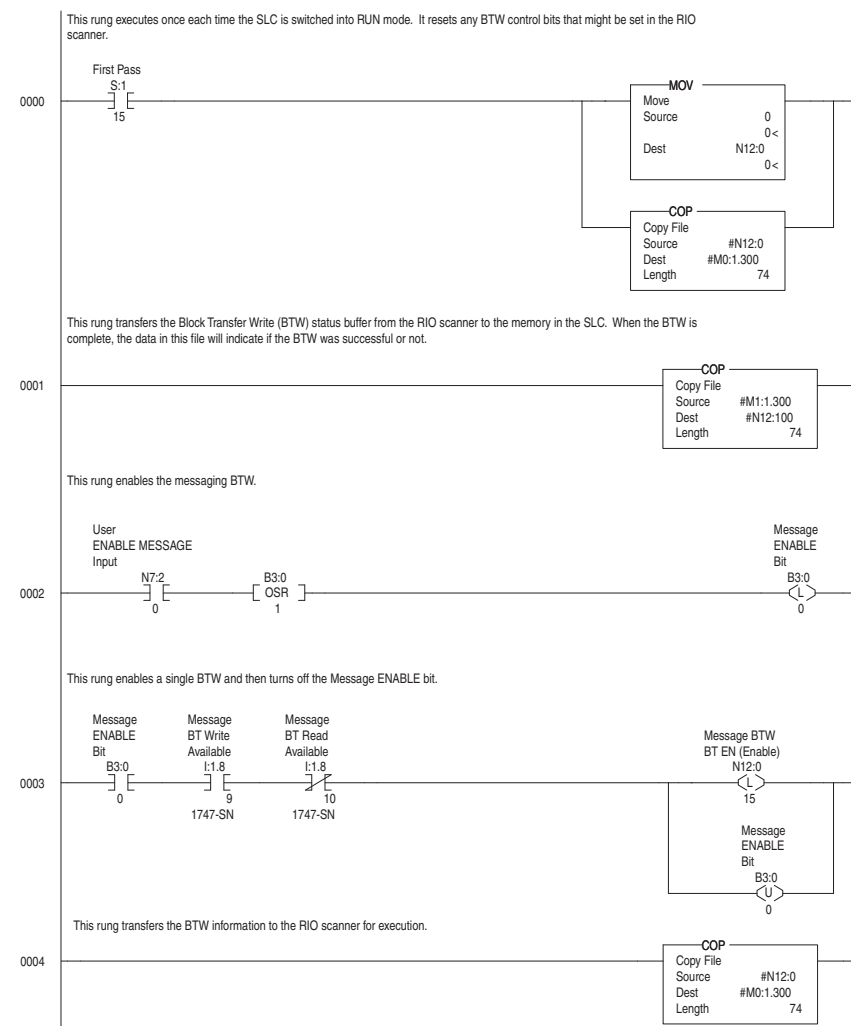 This rung executes once each time the SLC is switched into RUN mode. It resets any BTW control bits that might be set in the RIO
scanner.
First Pass
S:1
0000
15
MOV
Move
Source 0
0<
Dest N12:0
0<
COP
Copy File
Source #N12:0
Dest #M0:1.300
Length 74
This rung transfers the Block Transfer Write (BTW) status buffer from the RIO scanner to the memory in the SLC. When the BTW is
complete, the data in this file will indicate if the BTW was successful or not.
0001
COP
Copy File
Source #M1:1.300
Dest #N12:100
Length 74
This rung enables the messaging BTW.
User
ENABLE MESSAGE
Input
N7:2
0
B3:0
OSR
1
Message
ENABLE
Bit
B3:0
L
0
0002
This rung enables a single BTW and then turns off the Message ENABLE bit.
Message
ENABLE
Bit
B3:0
0
Message
BT Write
Available
I:1.8
9
1747-SN
Message
BT Read
Available
I:1.8
10
1747-SN
Message BTW
BT EN (Enable)
N12:0
L
15
0003
Message
ENABLE
Bit
B3:0
U
0
This rung transfers the BTW information to the RIO scanner for execution.
0004
COP
Copy File
Source #N12:0
Dest #M0:1.300
Length 74